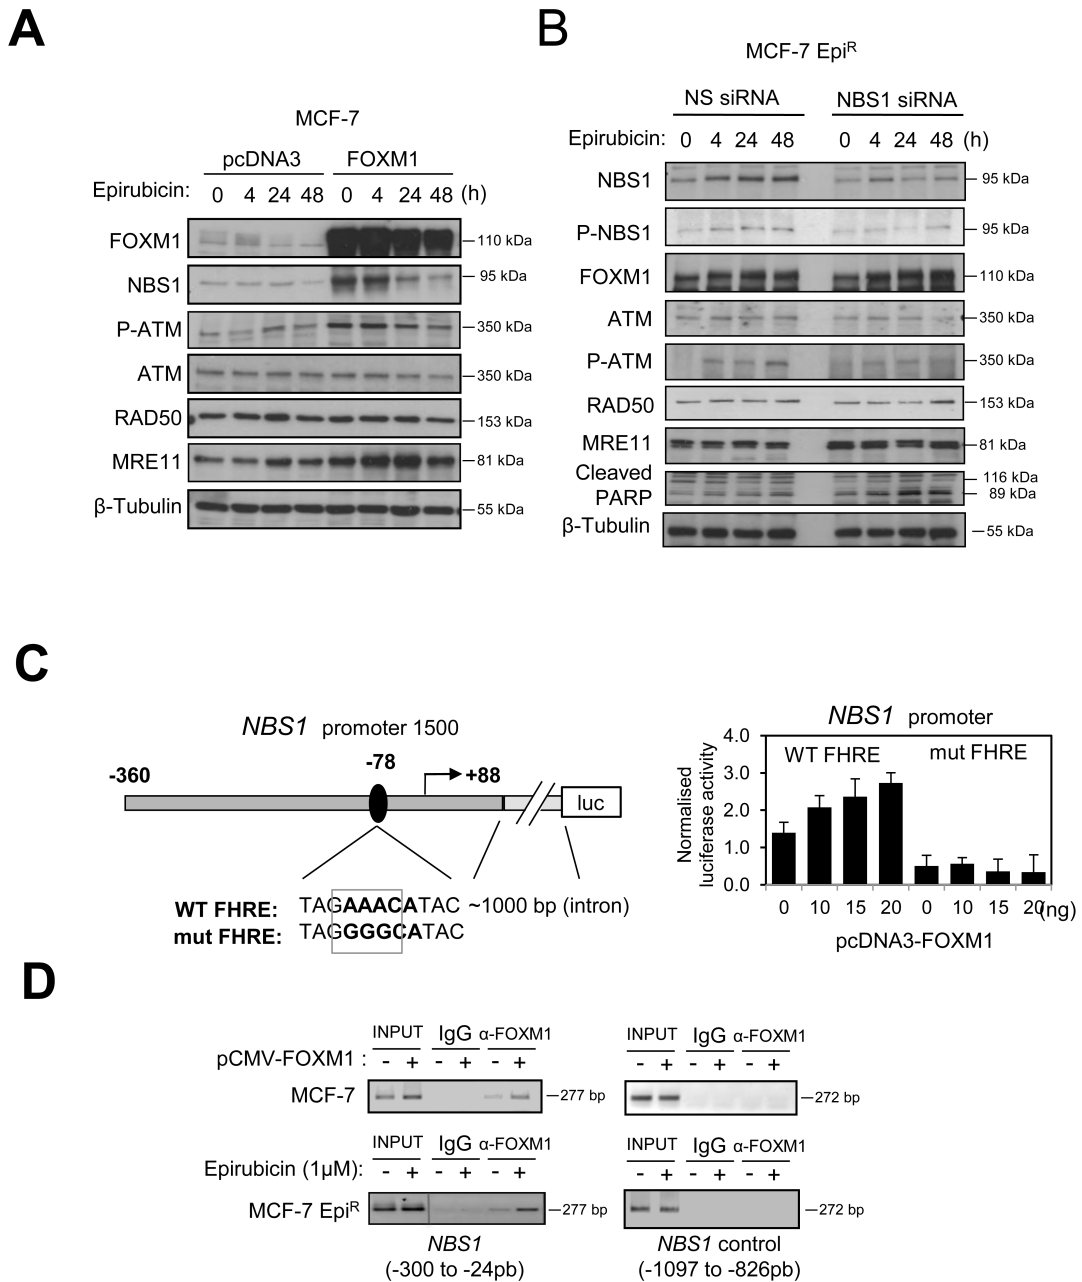 A
MCF-7
pcDNA3 FOXM1
Epirubicin: 0 4 24 48 0 4 24 48 (h)
FOXM1 110 kDa
NBS1 95 kDa
P-ATM 350 kDa
ATM 350 kDa
RAD50 153 kDa
MRE11 81 kDa
β-Tubulin 55 kDa
B
MCF-7 EpiR
NS siRNA NBS1 siRNA
Epirubicin: 0 4 24 48 0 4 24 48 (h)
NBS1 95 kDa
P-NBS1 95 kDa
FOXM1 110 kDa
ATM 350 kDa
P-ATM 350 kDa
RAD50 153 kDa
MRE11 81 kDa
Cleaved 116 kDa
PARP 89 kDa
β-Tubulin 55 kDa
C
NBS1 promoter 1500
-360 -78 +88
luc
WT FHRE: TAGAAACATAC ~1000 bp (intron)
mut FHRE: TAGGGGCATAC
NBS1 promoter
Normalised
luciferase activity
4.0
3.0
2.0
1.0
0.0
WT FHRE mut FHRE
0 10 15 20 0 10 15 20 (ng)
pcDNA3-FOXM1
D
INPUT IgG α-FOXM1 INPUT IgG α-FOXM1
pCMV-FOXM1 : - + - + - + - + - + - +
MCF-7 277 bp 272 bp
INPUT IgG α-FOXM1 INPUT IgG α-FOXM1
Epirubicin (1µM): - + - + - + - + - + - +
MCF-7 EpiR 277 bp 272 bp
NBS1 NBS1 control
(-300 to -24pb) (-1097 to -826pb)